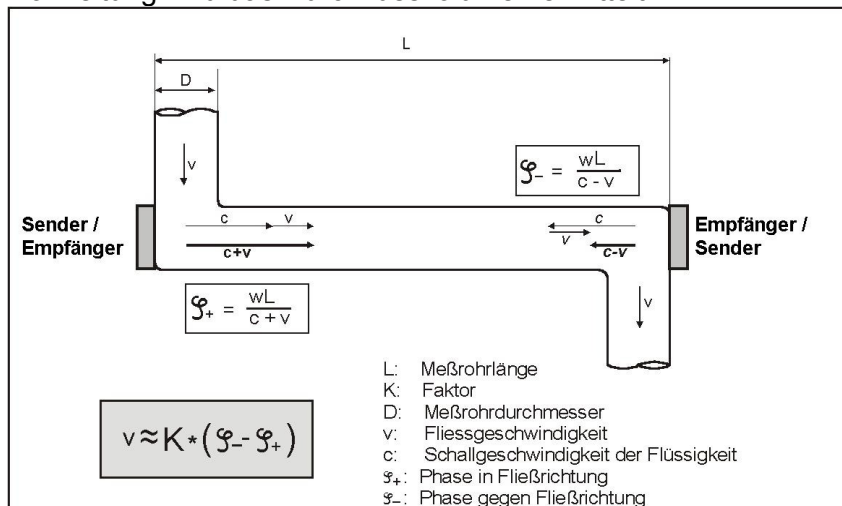 L
D
v
φ₋ = wL / (c - v)
Sender /
Empfänger
c v
c+v
c
v
c-v
Empfänger /
Sender
φ₊ = wL / (c + v)
v
L: Meßrohrlänge
K: Faktor
D: Meßrohrdurchmesser
v: Fliessgeschwindigkeit
c: Schallgeschwindigkeit der Flüssigkeit
φ₊: Phase in Fließrichtung
φ₋: Phase gegen Fließrichtung
v ≈ K * (φ₋ - φ₊)